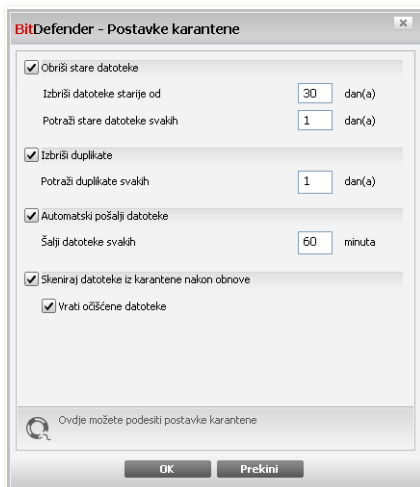 BitDefender - Postavke karantene
Obriši stare datoteke
Izbriši datoteke starije od 30 dan(a)
Potraži stare datoteke svakih 1 dan(a)
Izbriši duplikate
Potraži duplikate svakih 1 dan(a)
Automatski pošalji datoteke
Šalji datoteke svakih 60 minuta
Skeniraj datoteke iz karantene nakon obnove
Vrati očišćene datoteke
Ovdje možete podesiti postavke karantene
OK Prekini